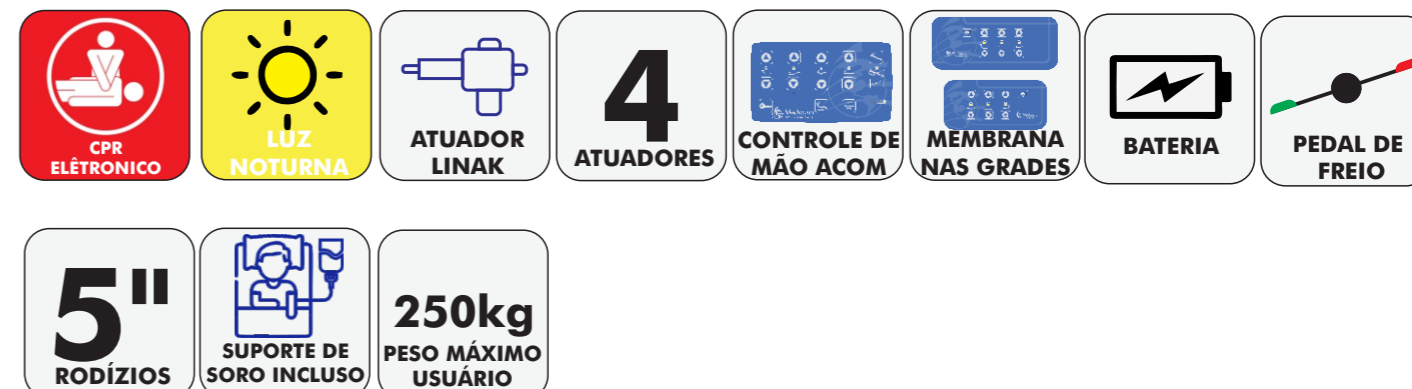 CPR
ELÊTRONICO
LUZ
NOTURNA
ATUADOR
LINAK
4
ATUADORES
CONTROLE DE
MÃO ACOM
MEMBRANA
NAS GRADES
BATERIA
PEDAL DE
FREIO
5"
RODÍZIOS
SUPORTE DE
SORO INCLUSO
250kg
PESO MÁXIMO
USUÁRIO